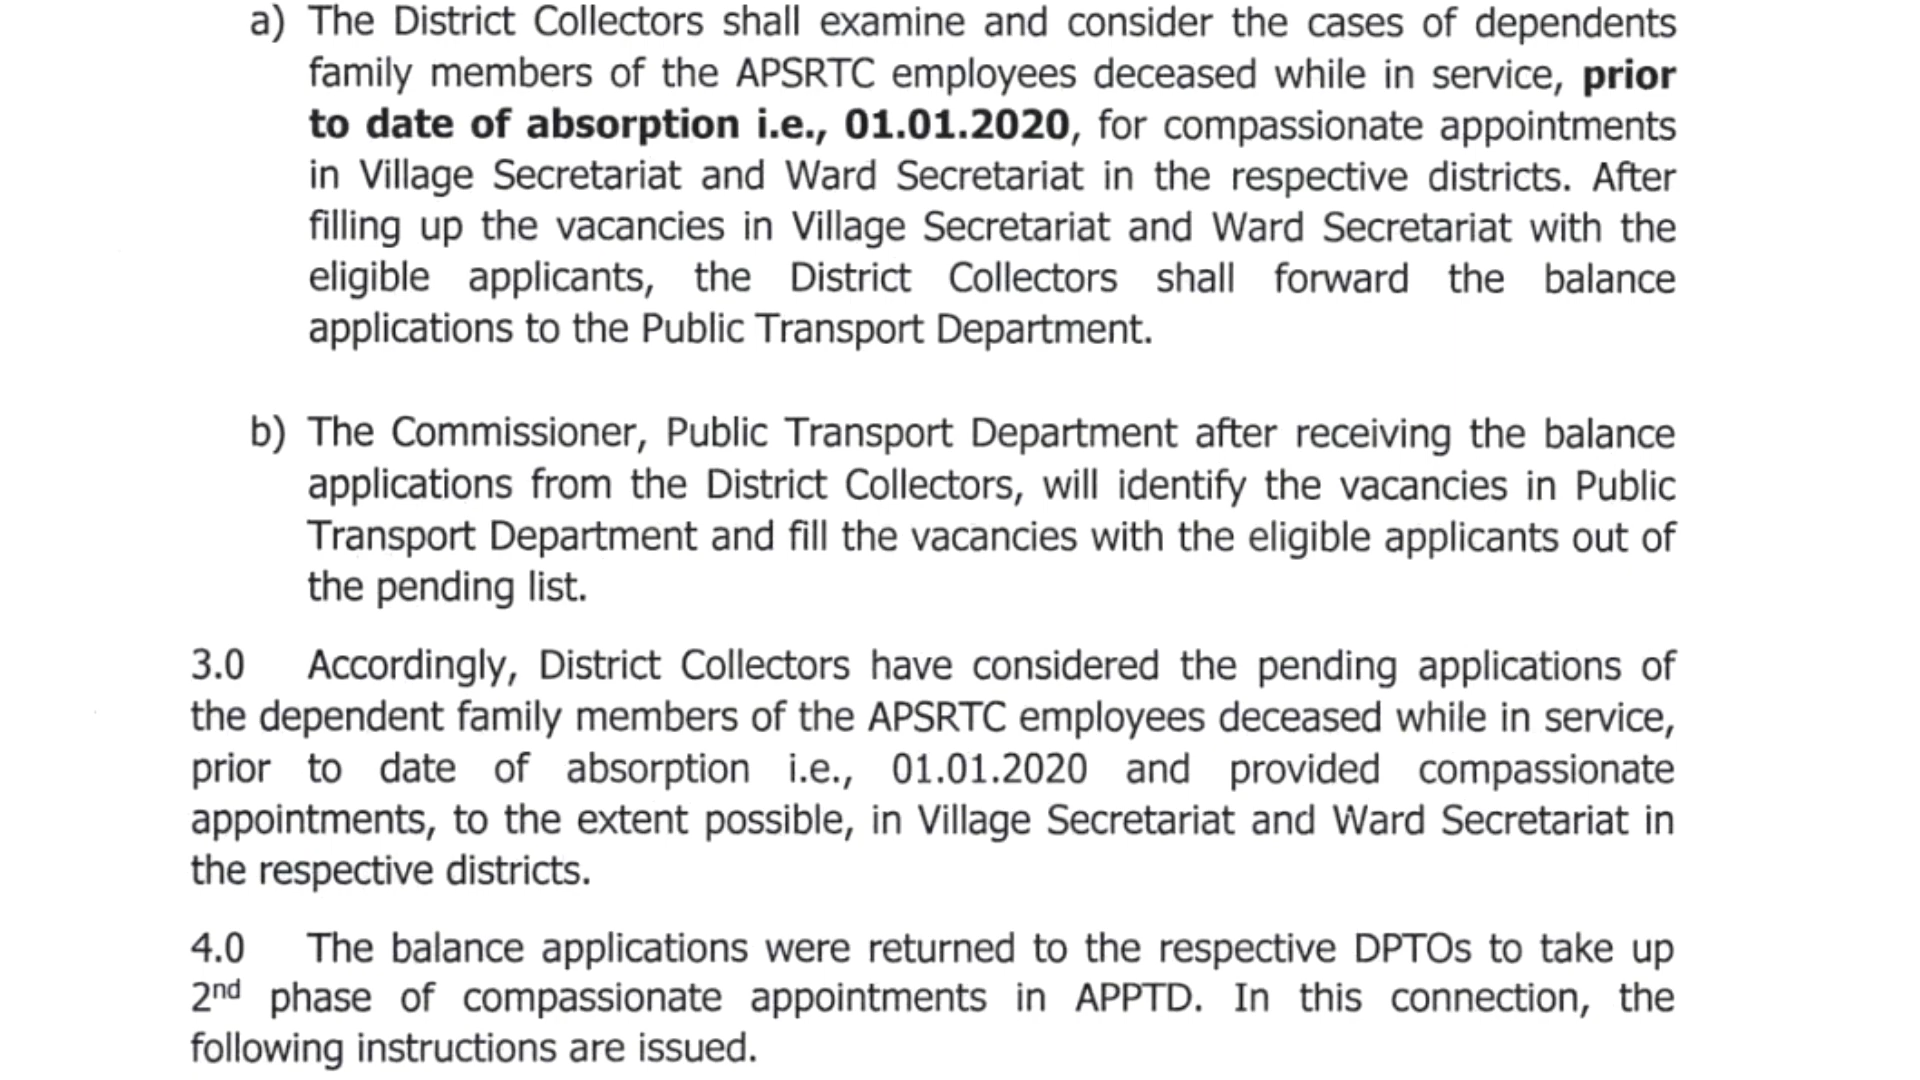 a) The District Collectors shall examine and consider the cases of dependents
family members of the APSRTC employees deceased while in service, prior
to date of absorption i.e., 01.01.2020, for compassionate appointments
in Village Secretariat and Ward Secretariat in the respective districts. After
filling up the vacancies in Village Secretariat and Ward Secretariat with the
eligible applicants, the District Collectors shall forward the balance
applications to the Public Transport Department.
b) The Commissioner, Public Transport Department after receiving the balance
applications from the District Collectors, will identify the vacancies in Public
Transport Department and fill the vacancies with the eligible applicants out of
the pending list.
3.0 Accordingly, District Collectors have considered the pending applications of
the dependent family members of the APSRTC employees deceased while in service,
prior to date of absorption i.e., 01.01.2020 and provided compassionate
appointments, to the extent possible, in Village Secretariat and Ward Secretariat in
the respective districts.
4.0 The balance applications were returned to the respective DPTOs to take up
2nd phase of compassionate appointments in APPTD. In this connection, the
following instructions are issued.